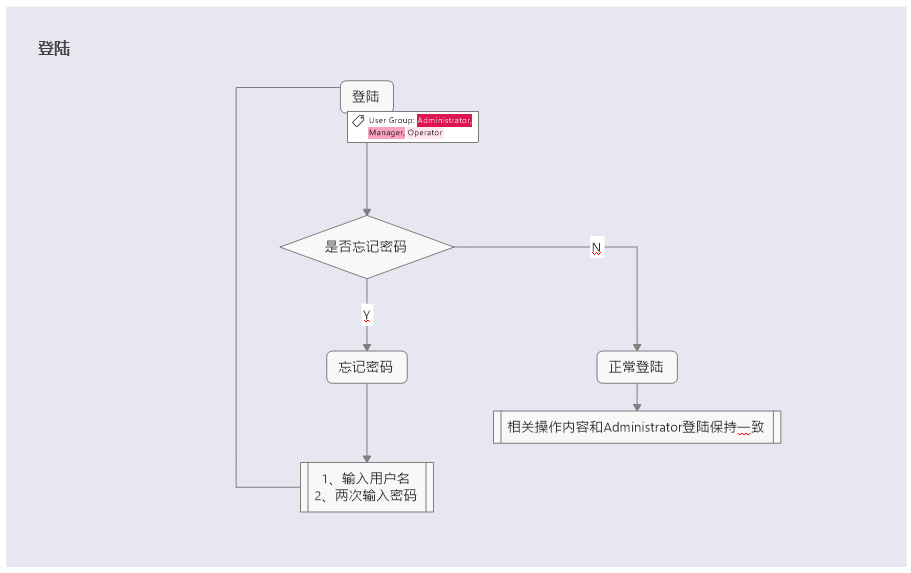 登陆
登陆
User Group: Administrator,
Manager, Operator
是否忘记密码
N
Y
忘记密码
正常登陆
相关操作内容和Administrator登陆保持一致
1、输入用户名
2、两次输入密码